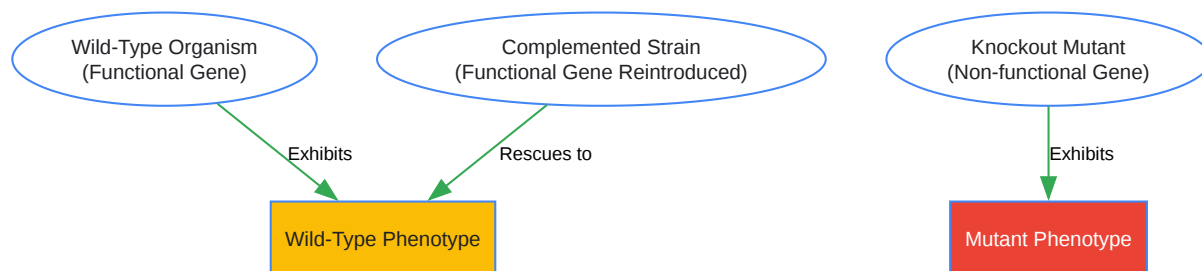 Wild-Type Organism
(Functional Gene)
Complemented Strain
(Functional Gene Reintroduced)
Knockout Mutant
(Non-functional Gene)
Exhibits
Rescues to
Exhibits
Wild-Type Phenotype
Mutant Phenotype